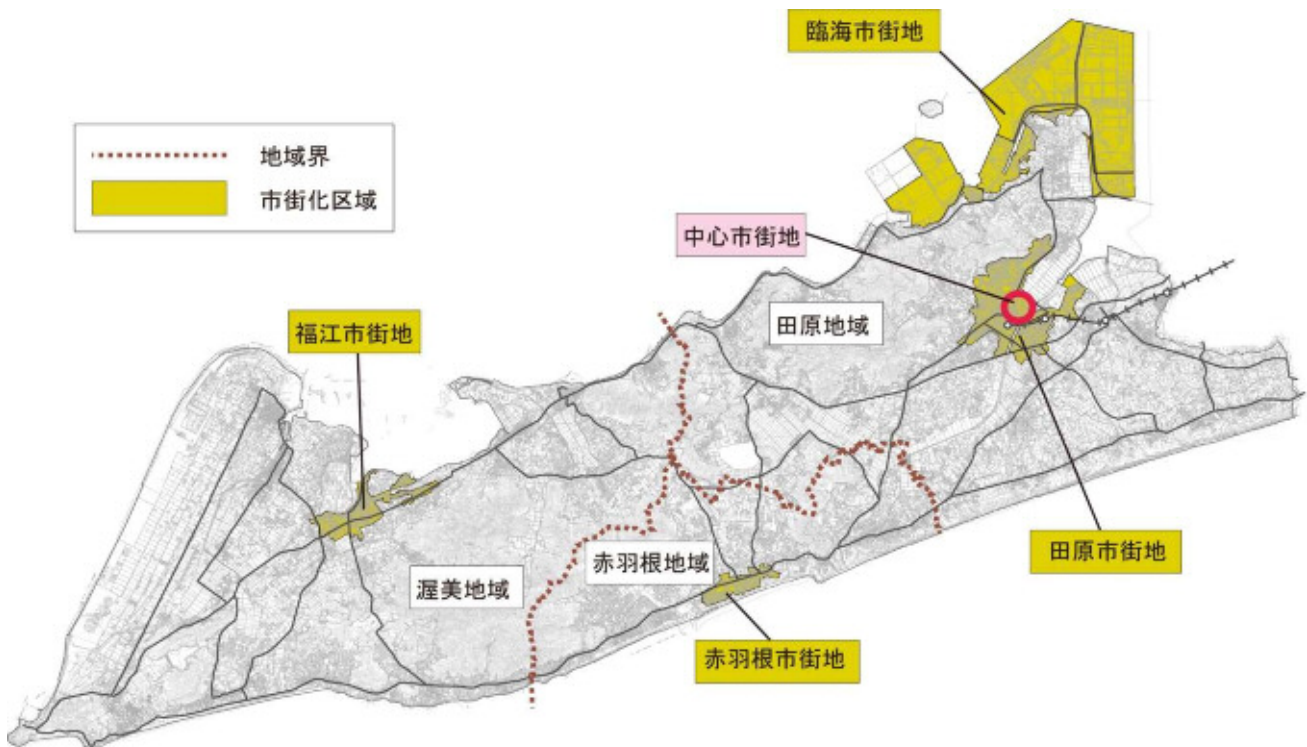 臨海市街地
地域界
市街化区域
中心市街地
福江市街地
田原地域
渥美地域
赤羽根地域
田原市街地
赤羽根市街地